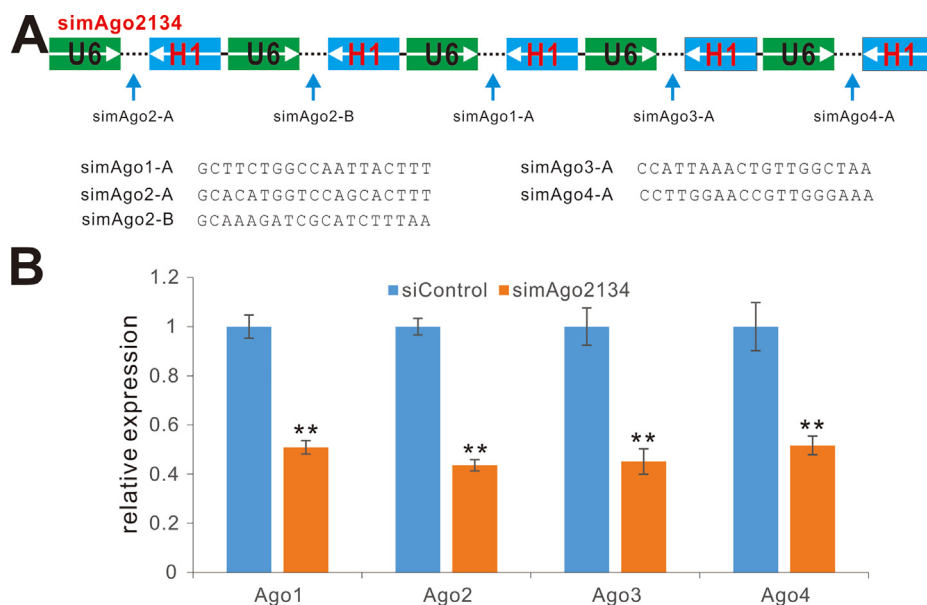 A
simAgo2134
U6 H1 U6 H1 U6 H1 U6 H1 U6 H1
simAgo2-A simAgo2-B simAgo1-A simAgo3-A simAgo4-A
simAgo1-A GCTTCTGGCCAATTACTTT
simAgo2-A GCACATGGTCCAGCACTTT
simAgo2-B GCAAAGATCGCATCTTTAA
simAgo3-A CCATTAAACTGTTGGCTAA
simAgo4-A CCTTGGAACCGTTGGGAAA
B
siControl simAgo2134
relative expression
1.2
1
0.8
0.6
0.4
0.2
0
** ** ** **
Ago1 Ago2 Ago3 Ago4